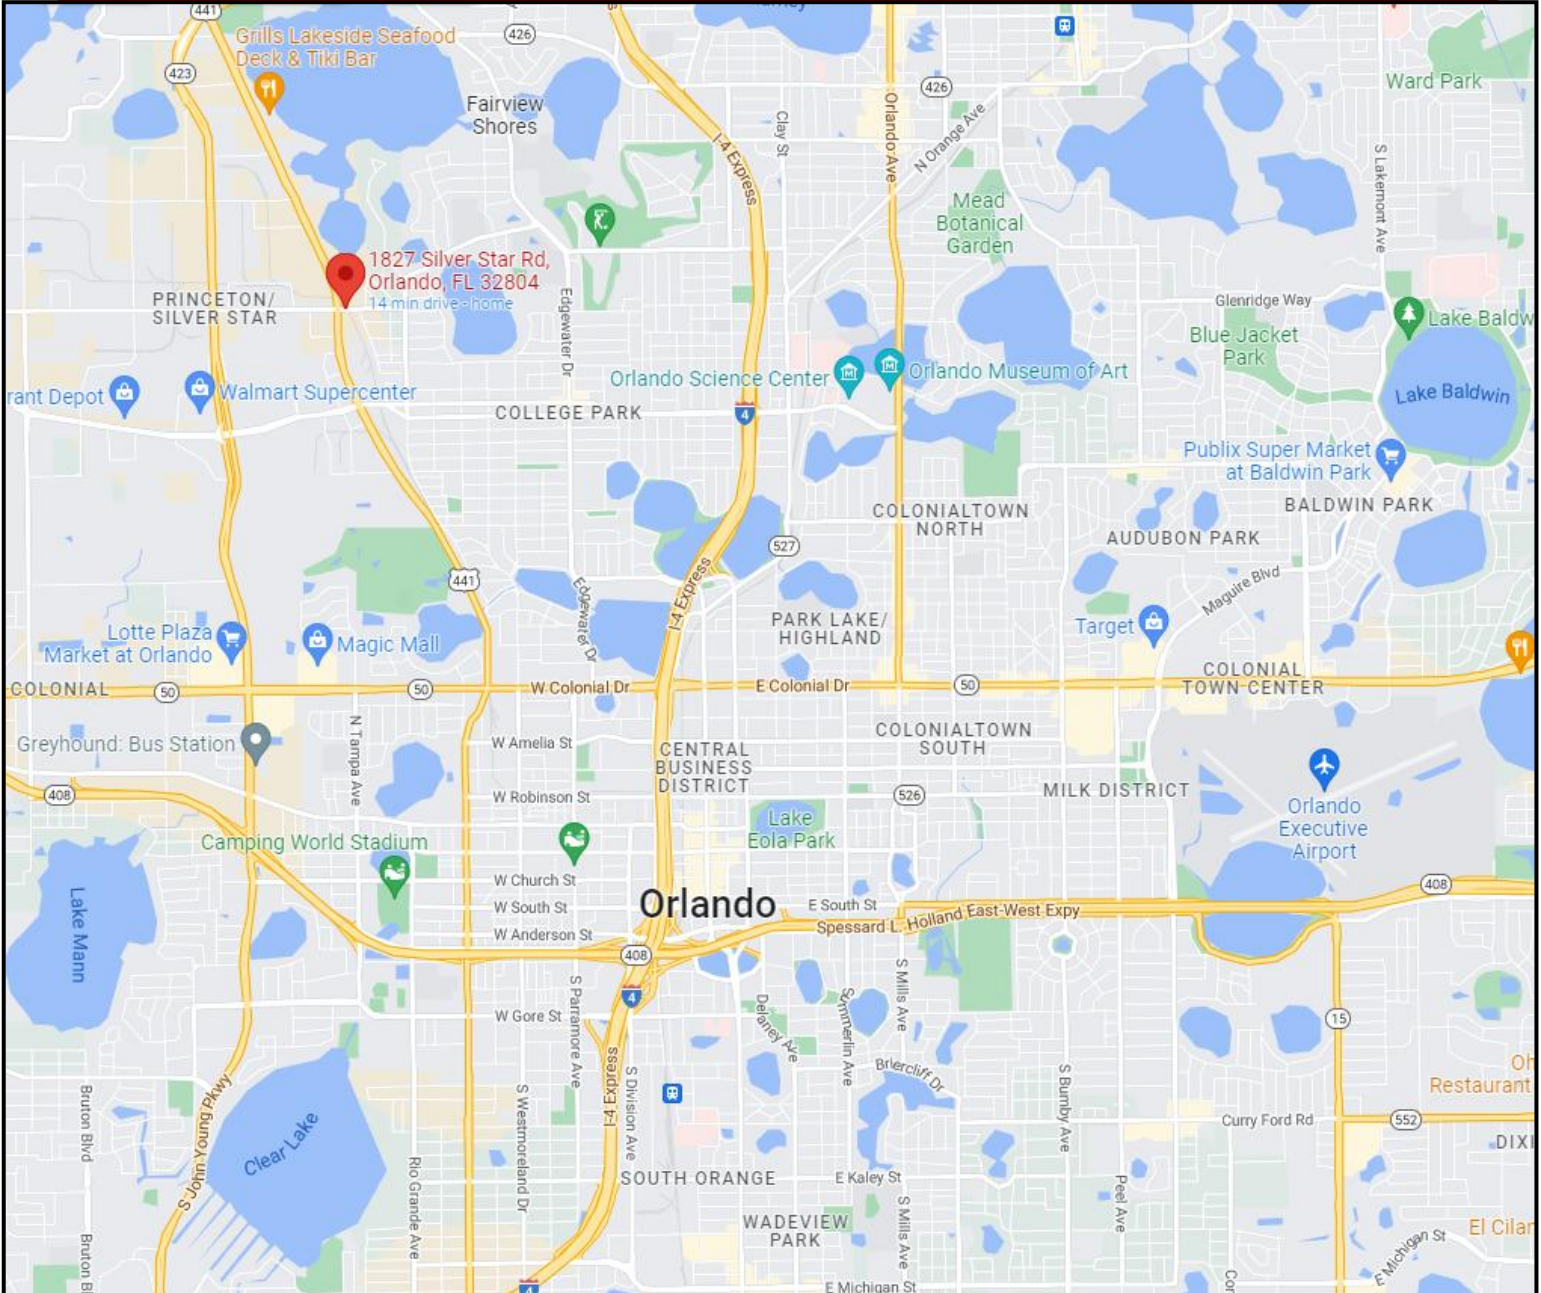 441
Grills Lakeside Seafood
Deck & Tiki Bar
426
423
Fairview
Shores
Ward Park
426
Orlando Ave
Clay St
N Orange Ave
I-4 Express
S Lakemont Ave
Mead
Botanical
Garden
1827 Silver Star Rd,
Orlando, FL 32804
14 min drive - home
PRINCETON/
SILVER STAR
Edgewater Dr
Glenridge Way
Lake Baldw
Blue Jacket
Park
Orlando Science Center
Orlando Museum of Art
rant Depot
Walmart Supercenter
Lake Baldwin
COLLEGE PARK
4
Publix Super Market
at Baldwin Park
COLONIALTOWN
NORTH
BALDWIN PARK
AUDUBON PARK
527
441
Edgewater Dr
I-4 Express
Maguire Blvd
PARK LAKE/
HIGHLAND
Target
Lotte Plaza
Market at Orlando
Magic Mall
COLONIAL
TOWN CENTER
COLONIAL
50
50
W Colonial Dr
E Colonial Dr
50
N Tampa Ave
Greyhound: Bus Station
W Amelia St
CENTRAL
BUSINESS
DISTRICT
COLONIALTOWN
SOUTH
408
W Robinson St
526
MILK DISTRICT
Orlando
Executive
Airport
Lake
Eola Park
Camping World Stadium
W Church St
408
Lake Mann
W South St
Orlando
E South St
Spessard L. Holland East-West Expy
W Anderson St
408
S Parramore Ave
S Mills Ave
4
Delaney Ave
Summerlin Ave
W Gore St
15
I-4 Express
S Division Ave
Briercliff Dr
S Bumby Ave
Oh
Restaurant
S John Young Pkwy
Bruton Blvd
S Westmoreland Dr
Curry Ford Rd
552
Clear Lake
DIXI
Rio Grande Ave
SOUTH ORANGE
E Kaley St
Peel Ave
S Mills Ave
WADEVIEW
PARK
El Cilar
E Michigan St
Bruton B
4
E Michigan St
Cor